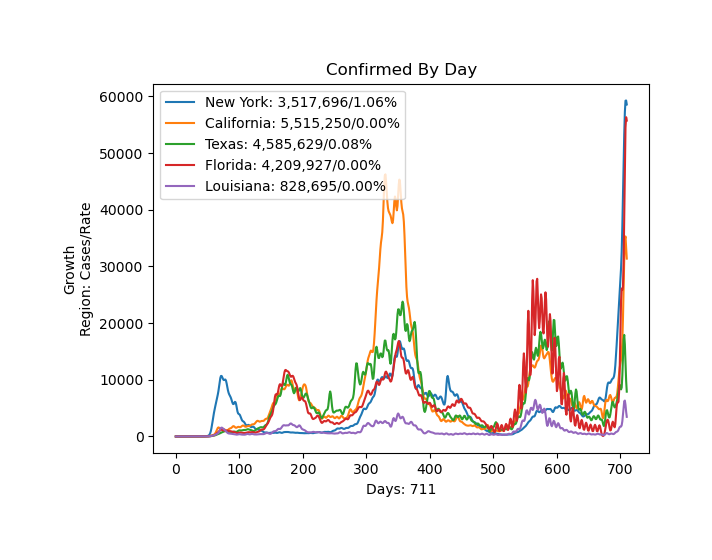 Confirmed By Day
60000
50000
40000
30000
20000
10000
0
Growth
Region: Cases/Rate
New York: 3,517,696/1.06%
California: 5,515,250/0.00%
Texas: 4,585,629/0.08%
Florida: 4,209,927/0.00%
Louisiana: 828,695/0.00%
0 100 200 300 400 500 600 700
Days: 711